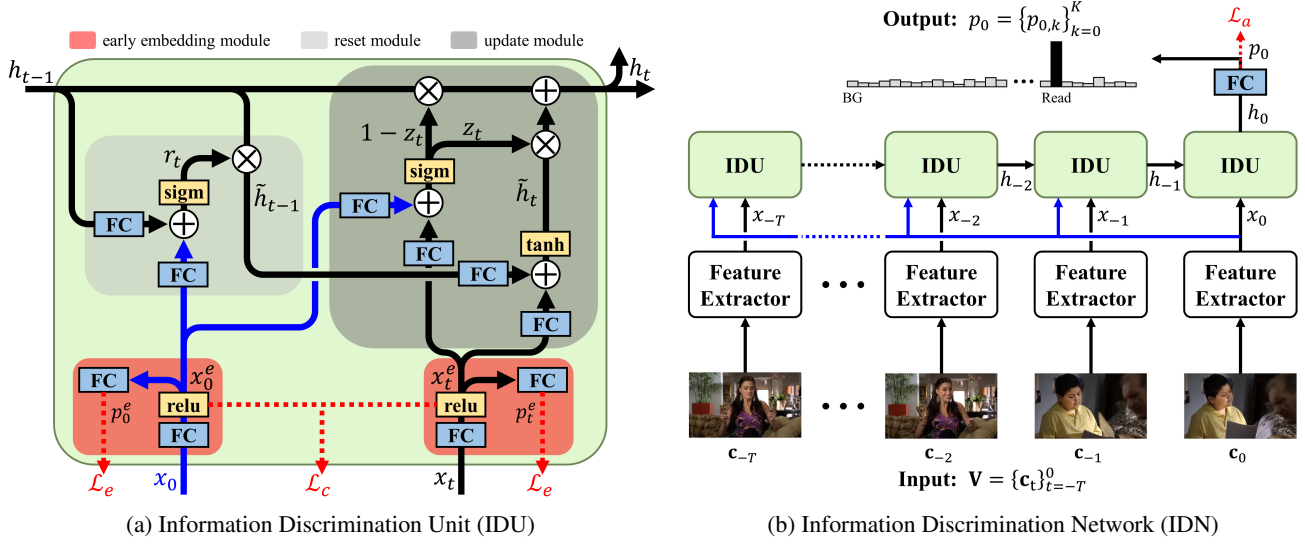 early embedding module
reset module
update module
h_{t−1}
h_t
1 − z_t
z_t
r_t
sigm
sigm
h̃_{t−1}
h̃_t
FC
FC
FC
FC
tanh
FC
FC
x_0^e
x_t^e
FC
FC
p_0^e
relu
relu
p_t^e
FC
FC
ℒ_e
x_0
ℒ_c
x_t
ℒ_e
(a) Information Discrimination Unit (IDU)
Output: p_0 = {p_{0,k}}_{k=0}^K
ℒ_a
p_0
FC
BG
Read
h_0
IDU
IDU
IDU
IDU
h_{−2}
h_{−1}
x_{−T}
x_{−2}
x_{−1}
x_0
Feature Extractor
Feature Extractor
Feature Extractor
Feature Extractor
c_{−T}
c_{−2}
c_{−1}
c_0
Input: V = {c_t}_{t=−T}^0
(b) Information Discrimination Network (IDN)